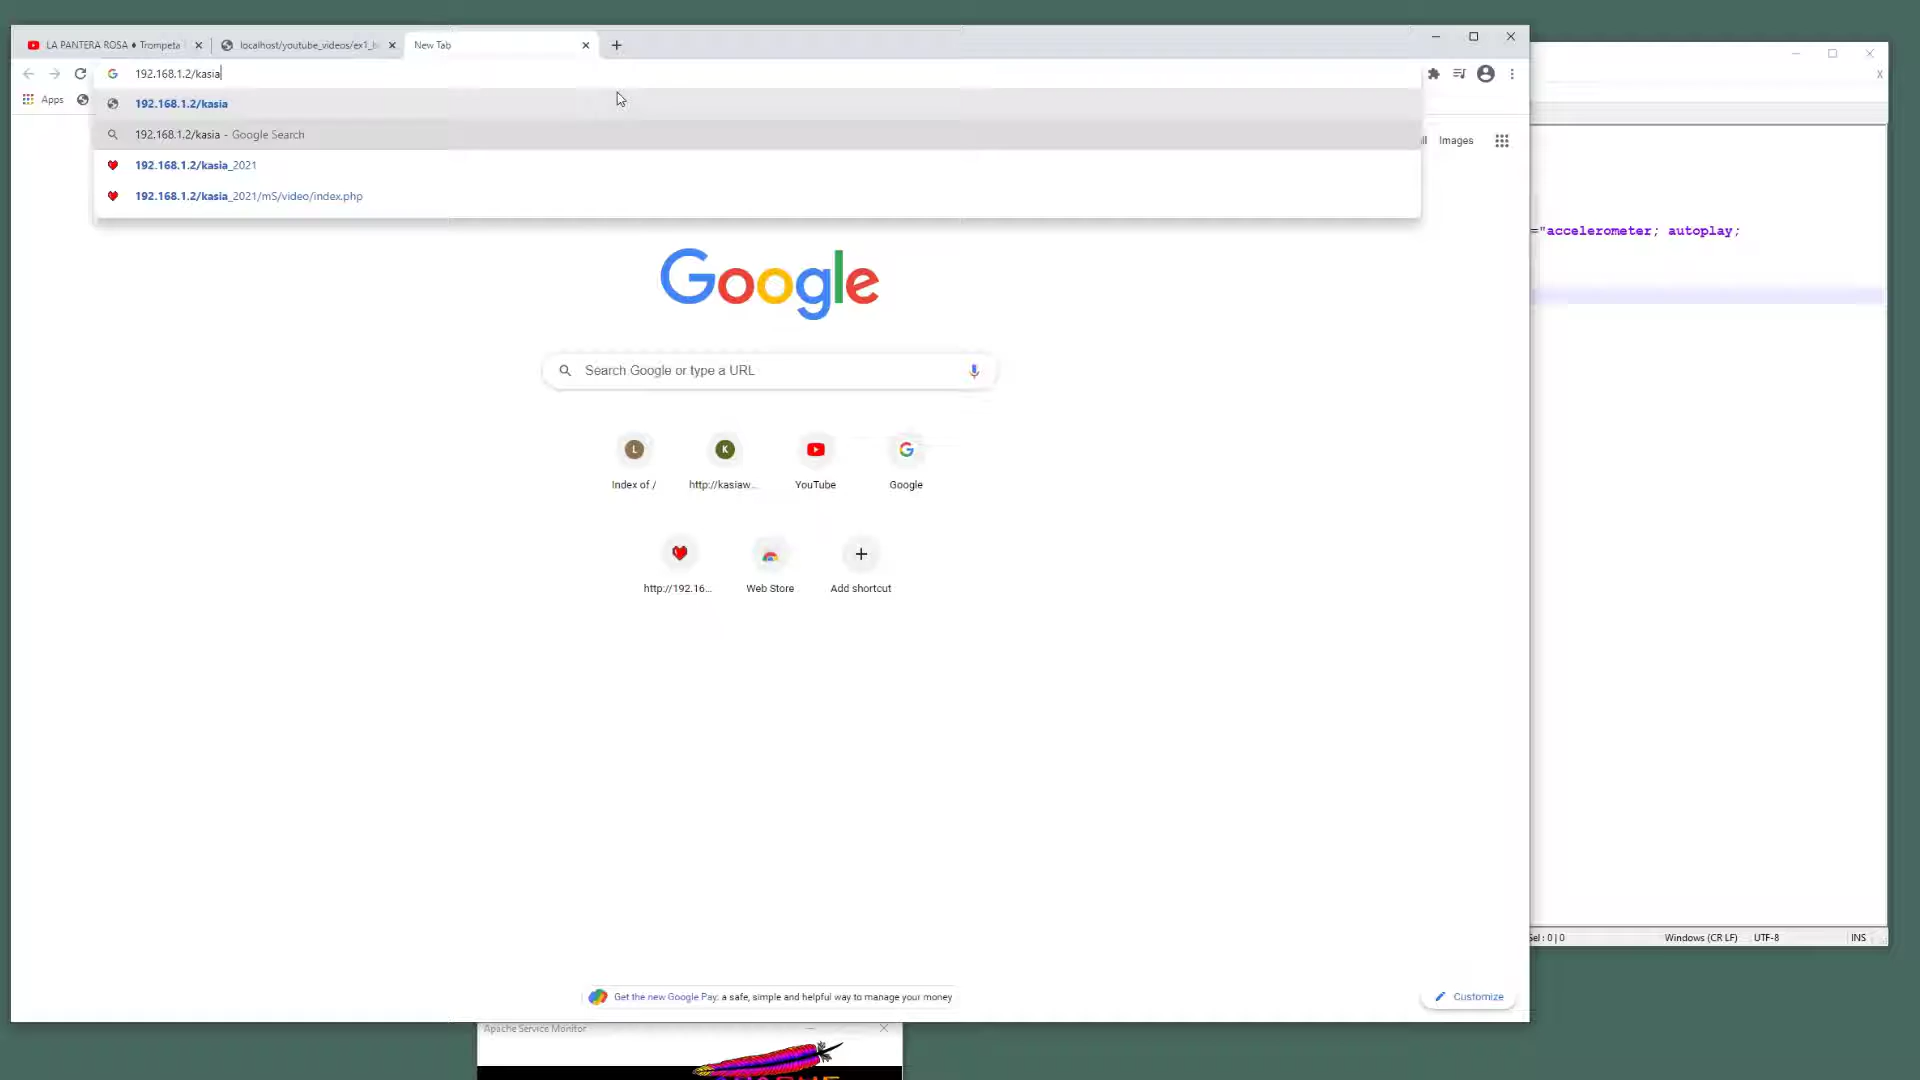 LA PANTERA ROSA ♦ Trompeta
localhost/youtube_videos/ex1_b
New Tab
192.168.1.2/kasia
Apps
192.168.1.2/kasia
192.168.1.2/kasia - Google Search
192.168.1.2/kasia_2021
192.168.1.2/kasia_2021/mS/video/index.php
Images
="accelerometer; autoplay;
Google
Search Google or type a URL
L
K
Index of /
http://kasiaw...
YouTube
Google
http://192.16...
Web Store
Add shortcut
Sel : 0 | 0
Windows (CR LF)
UTF-8
INS
Get the new Google Pay: a safe, simple and helpful way to manage your money
Customize
Apache Service Monitor